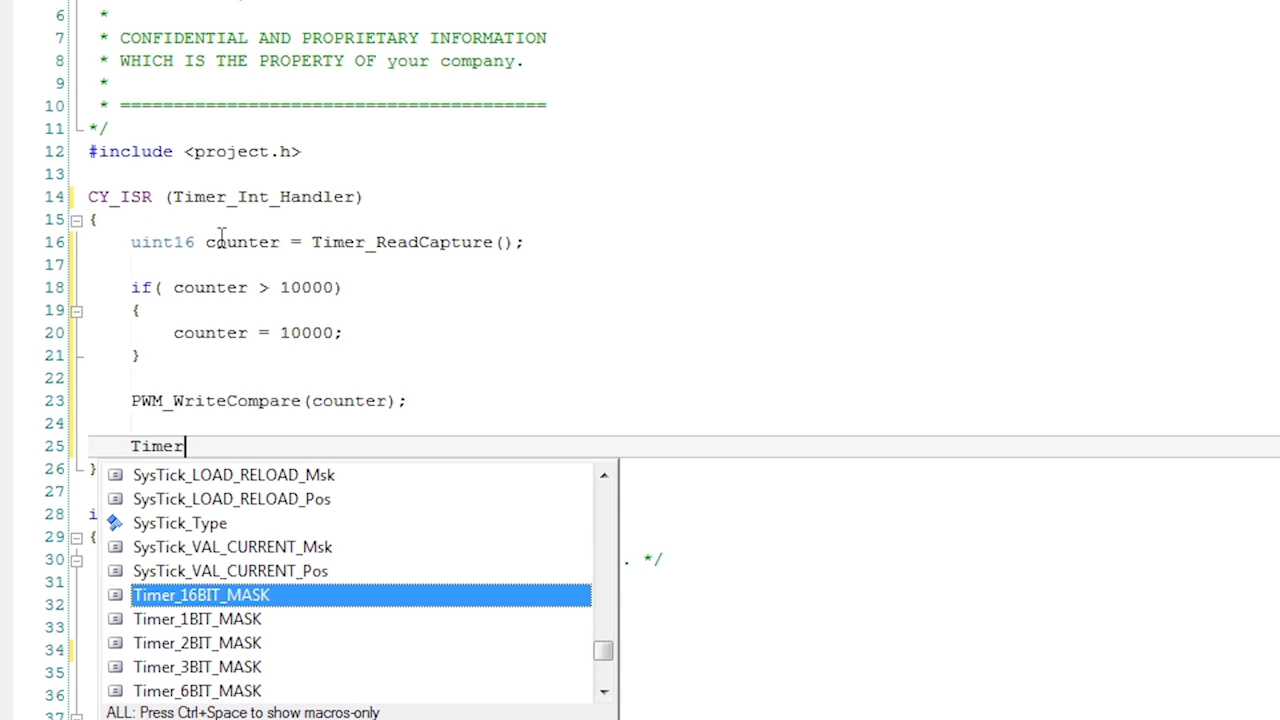 6 *
7 * CONFIDENTIAL AND PROPRIETARY INFORMATION
8 * WHICH IS THE PROPERTY OF your company.
9 *
10 * ========================================
11 */
12 #include <project.h>
13
14 CY_ISR (Timer_Int_Handler)
15 {
16 uint16 counter = Timer_ReadCapture();
17
18 if( counter > 10000)
19 {
20 counter = 10000;
21 }
22
23 PWM_WriteCompare(counter);
24
25 Timer
26 }
27
28 i
29 {
30 . */
31
32
33
34
35
36
37
SysTick_LOAD_RELOAD_Msk
SysTick_LOAD_RELOAD_Pos
SysTick_Type
SysTick_VAL_CURRENT_Msk
SysTick_VAL_CURRENT_Pos
Timer_16BIT_MASK
Timer_1BIT_MASK
Timer_2BIT_MASK
Timer_3BIT_MASK
Timer_6BIT_MASK
ALL: Press Ctrl+Space to show macros-only